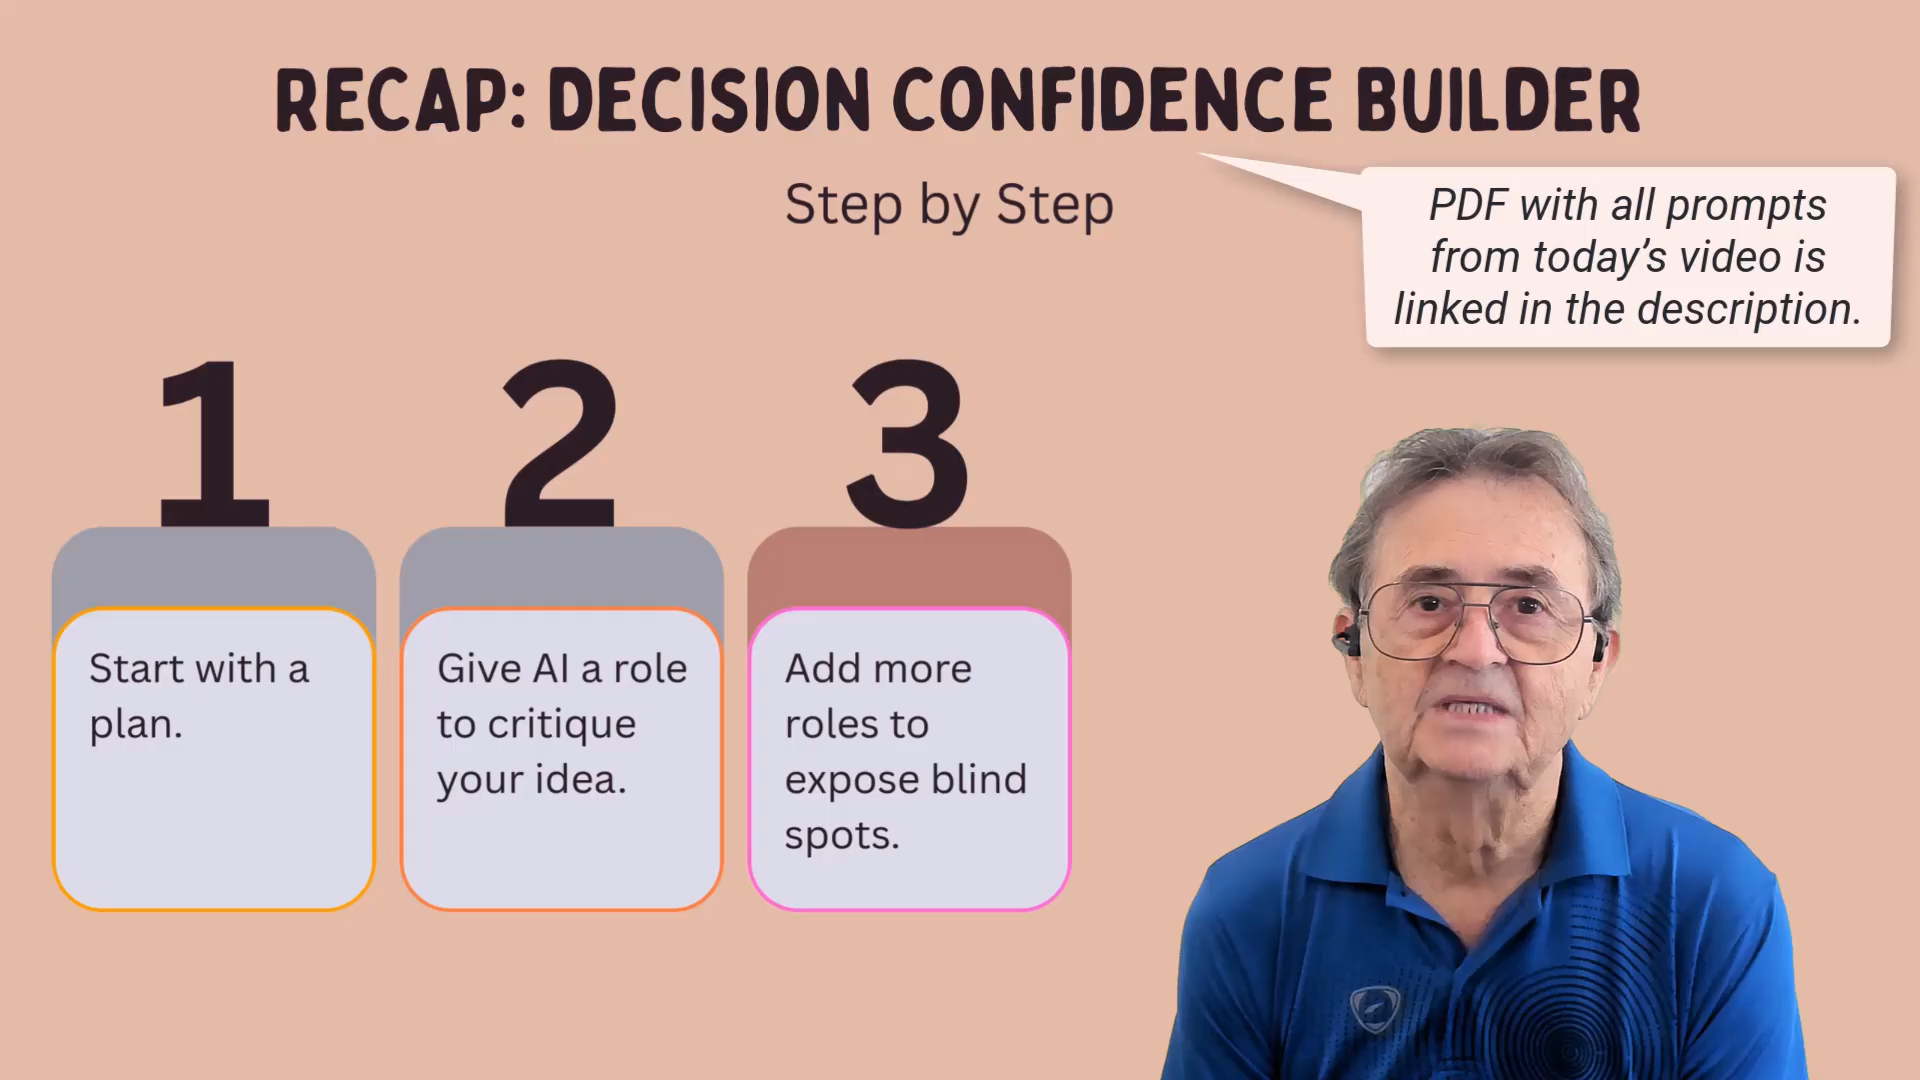 RECAP: DECISION CONFIDENCE BUILDER
Step by Step
PDF with all prompts
from today’s video is
linked in the description.
1
Start with a
plan.
2
Give AI a role
to critique
your idea.
3
Add more
roles to
expose blind
spots.